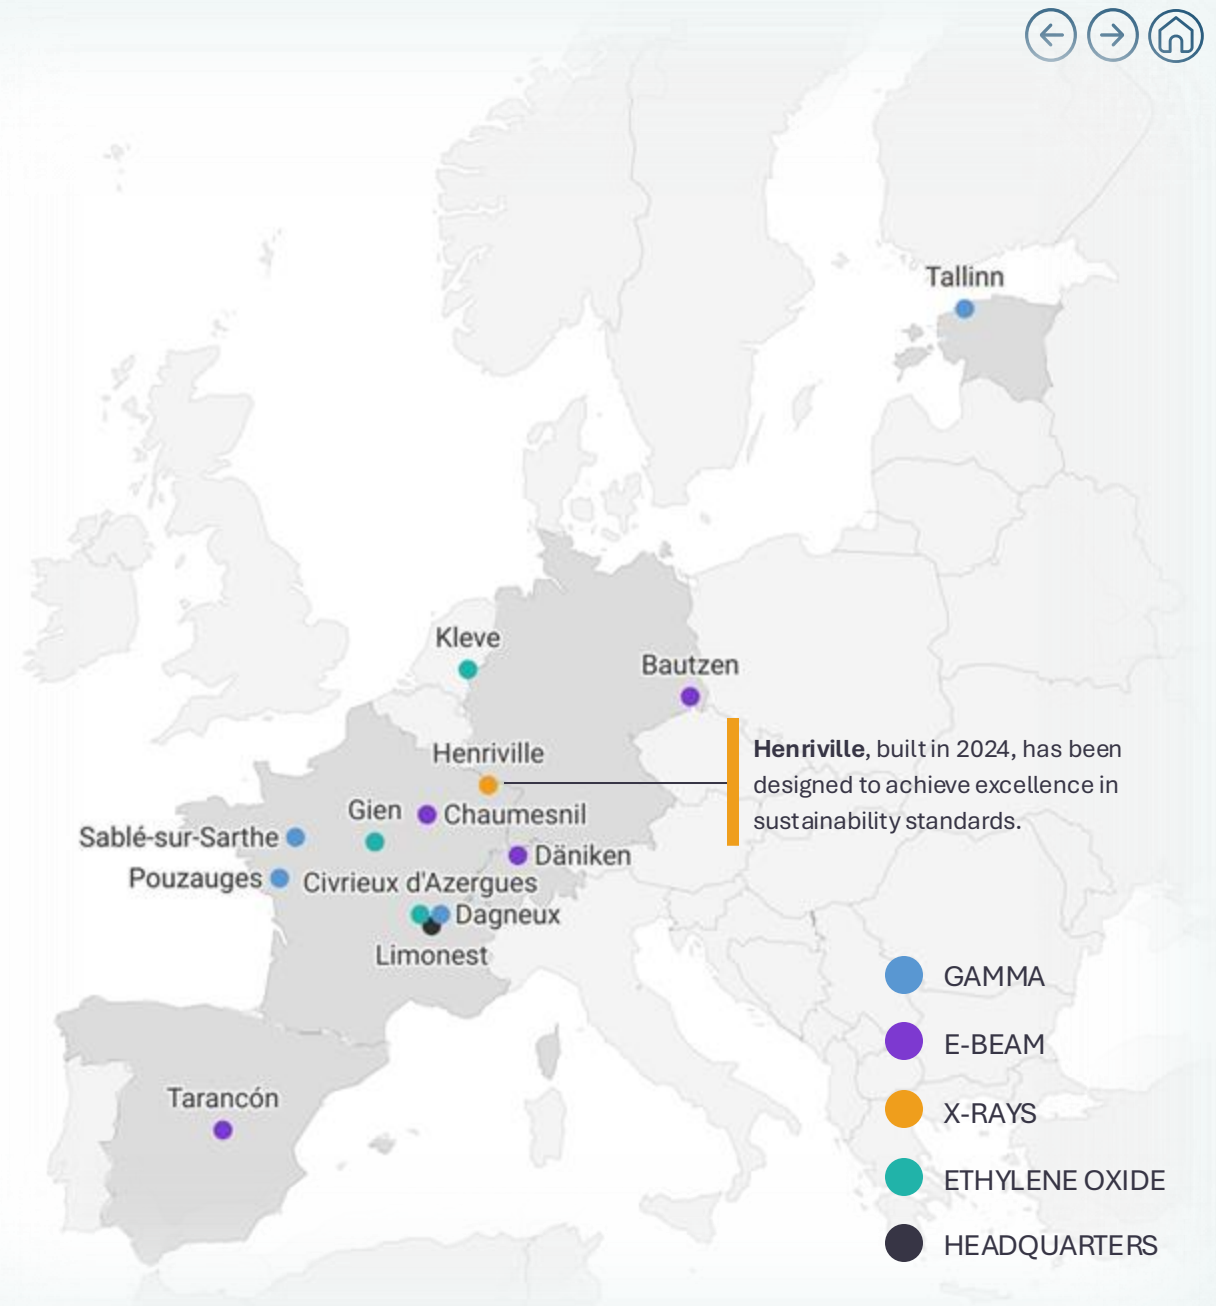 Tallinn
Kleve
Bautzen
Henriville
Henriville, built in 2024, has been
designed to achieve excellence in
sustainability standards.
Gien
Chaumesnil
Sablé-sur-Sarthe
Däniken
Pouzauges
Civrieux d'Azergues
Dagneux
Limonest
Tarancón
GAMMA
E-BEAM
X-RAYS
ETHYLENE OXIDE
HEADQUARTERS